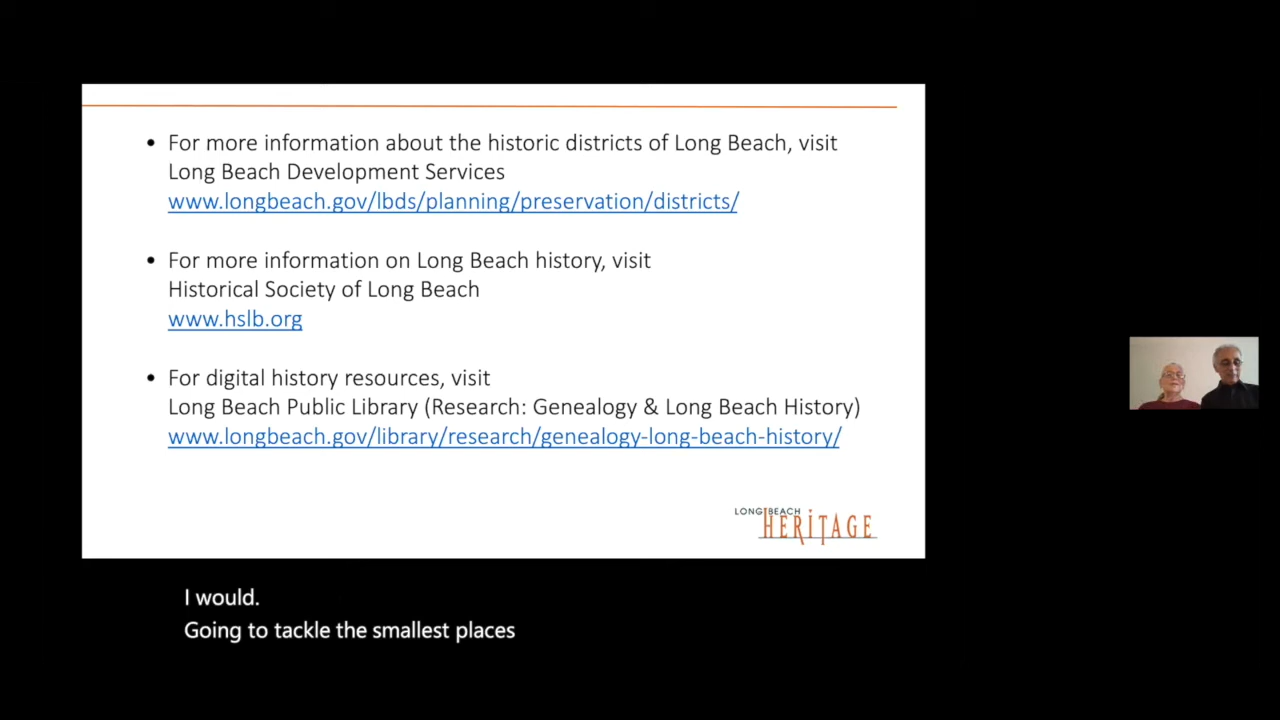 • For more information about the historic districts of Long Beach, visit
Long Beach Development Services
www.longbeach.gov/lbds/planning/preservation/districts/
• For more information on Long Beach history, visit
Historical Society of Long Beach
www.hslb.org
• For digital history resources, visit
Long Beach Public Library (Research: Genealogy & Long Beach History)
www.longbeach.gov/library/research/genealogy-long-beach-history/
LONG BEACH
HERiTAGE
I would.
Going to tackle the smallest places